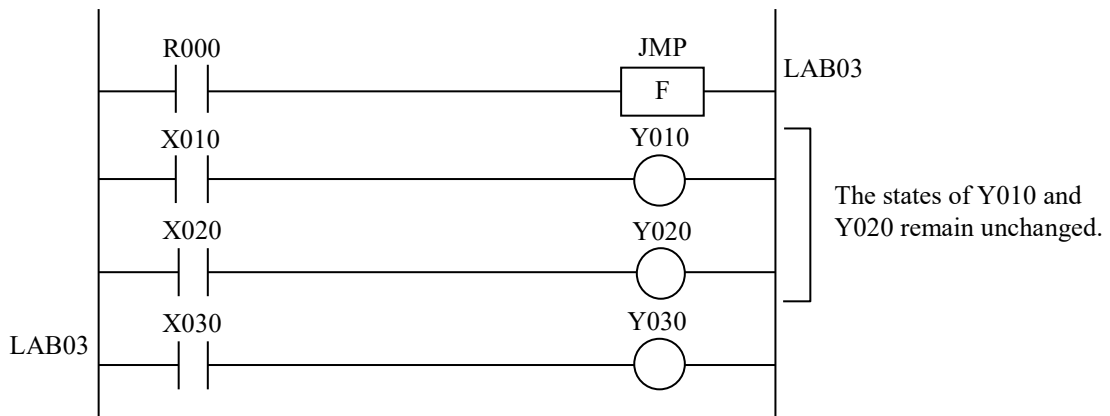 R000
JMP
LAB03
F
X010
Y010
The states of Y010 and
Y020 remain unchanged.
X020
Y020
X030
Y030
LAB03